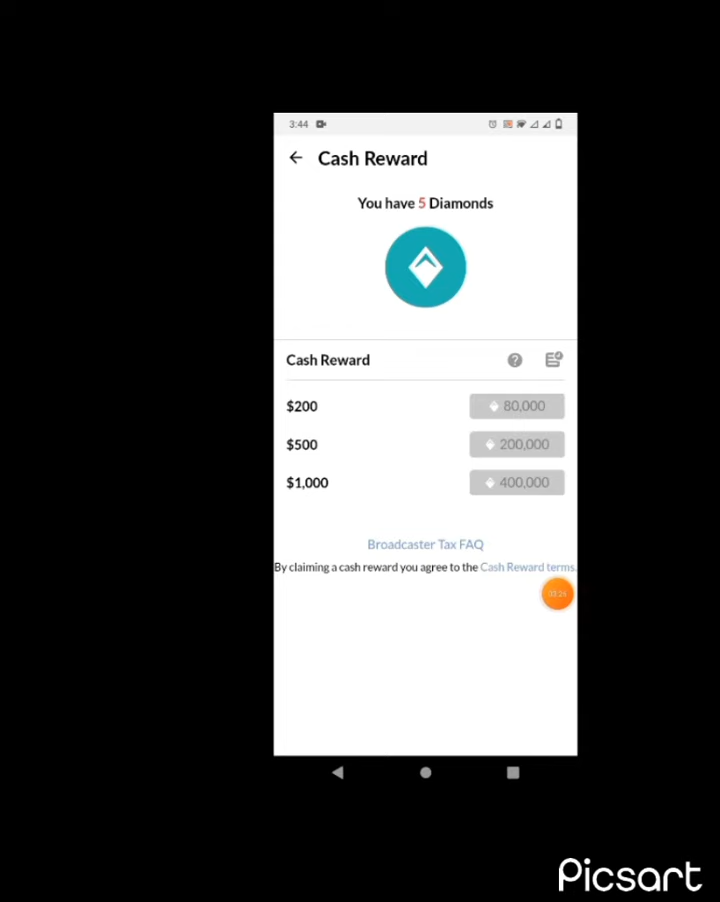 3:44
Cash Reward
You have 5 Diamonds
Cash Reward
$200 80,000
$500 200,000
$1,000 400,000
Broadcaster Tax FAQ
By claiming a cash reward you agree to the Cash Reward terms.
Picsart